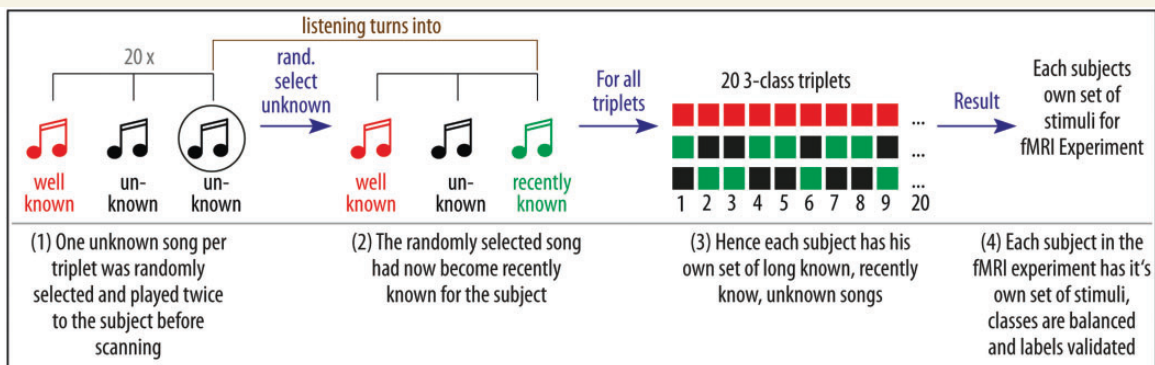 listening turns into
20 x
rand.
select
unknown
For all
triplets
20 3-class triplets
Result
Each subjects
own set of
stimuli for
fMRI Experiment
...
...
...
well
known
un-
known
un-
known
well
known
un-
known
recently
known
1 2 3 4 5 6 7 8 9 20
(1) One unknown song per
triplet was randomly
selected and played twice
to the subject before
scanning
(2) The randomly selected song
had now become recently
known for the subject
(3) Hence each subject has his
own set of long known, recently
know, unknown songs
(4) Each subject in the
fMRI experiment has it's
own set of stimuli,
classes are balanced
and labels validated